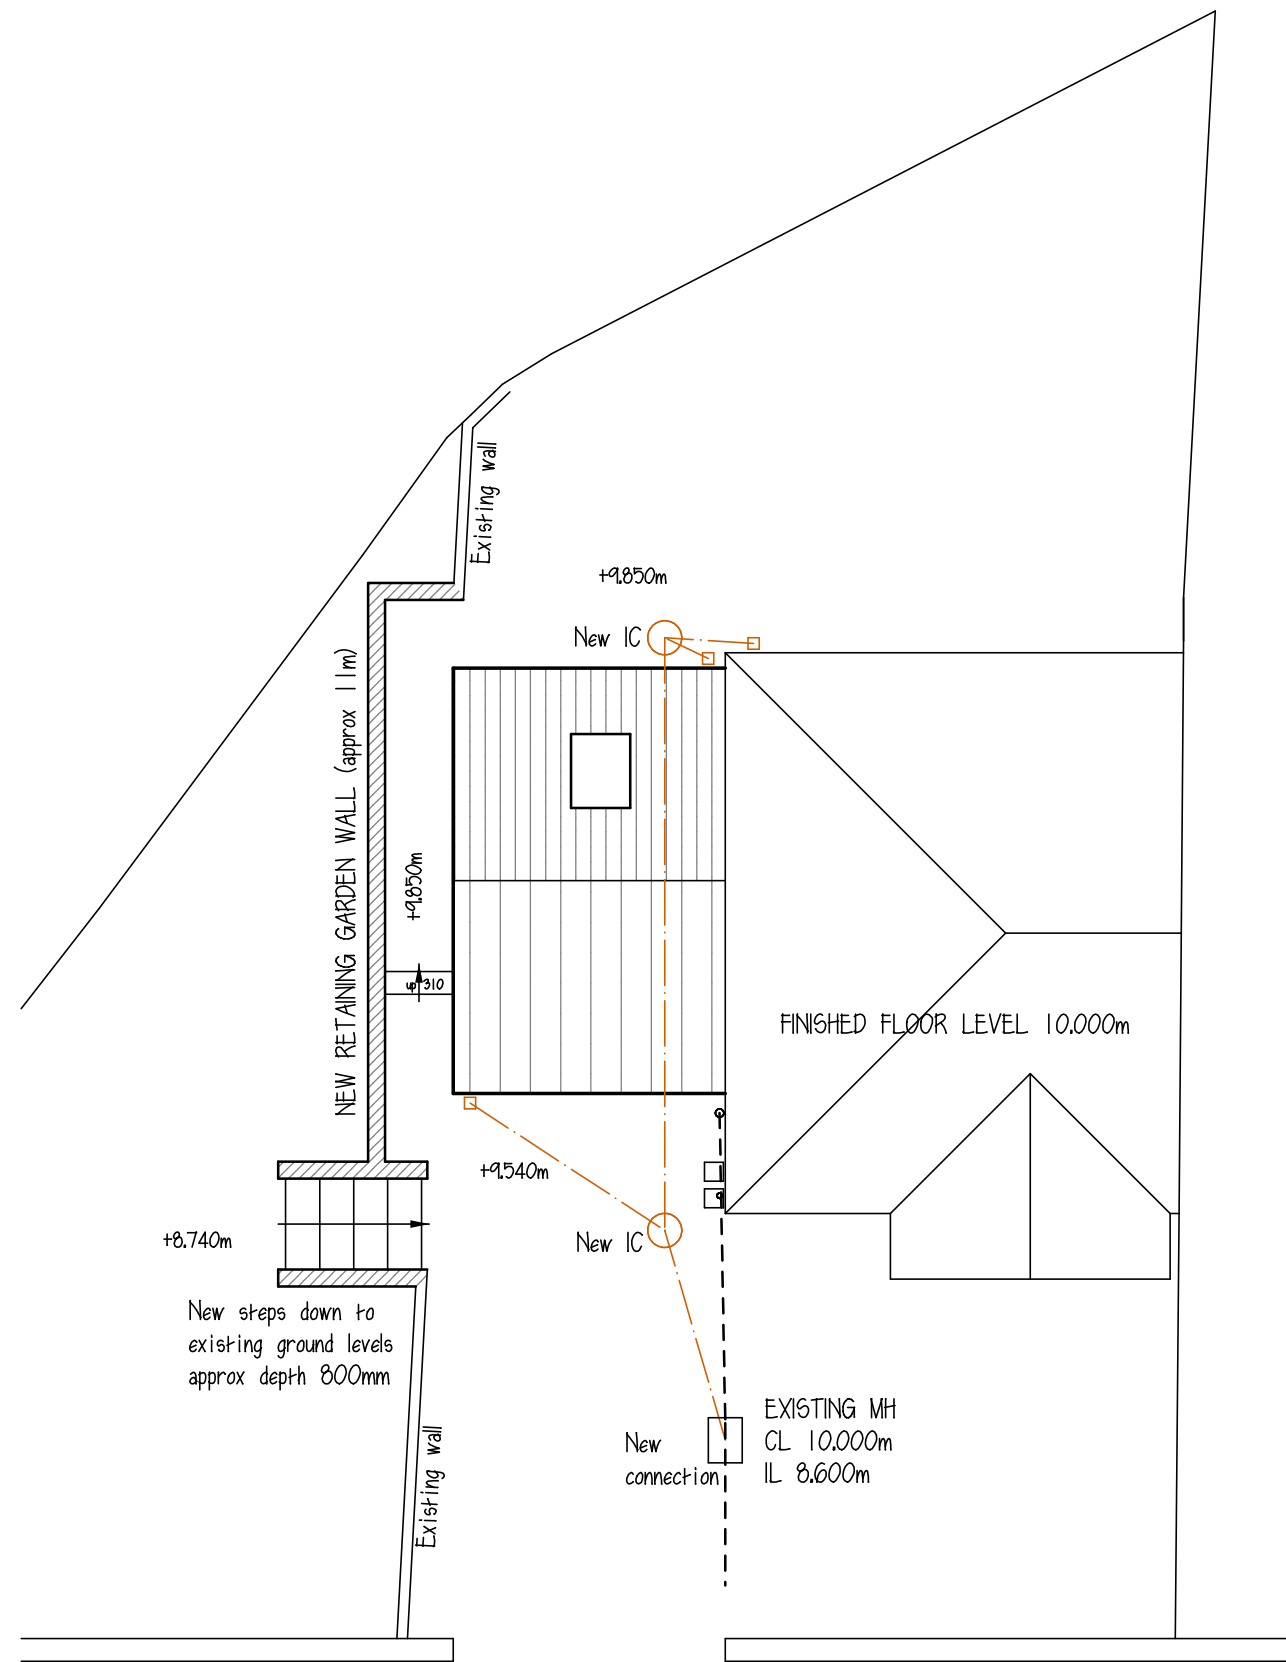 Existing wall
+9.850m
New IC
NEW RETAINING GARDEN WALL (approx 11m)
+9.850m
up 310
FINISHED FLOOR LEVEL 10.000m
+9.540m
+8.740m
New IC
New steps down to
existing ground levels
approx depth 800mm
EXISTING MH
CL 10.000m
IL 8.600m
New
connection
Existing wall